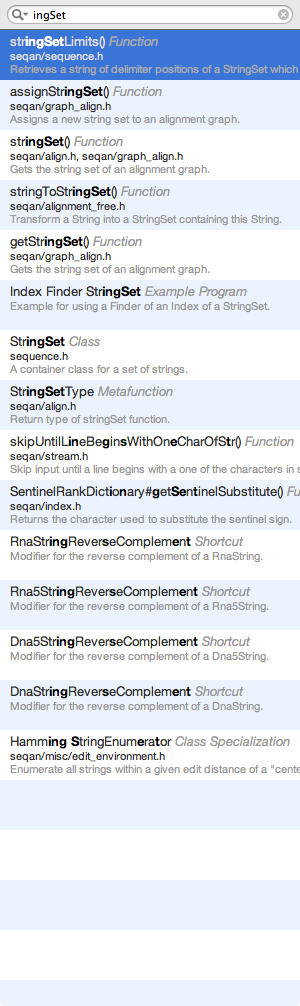 ingSet
stringSetLimits() Function
seqan/sequence.h
Retrieves a string of delimiter positions of a StringSet which
assignStringSet() Function
seqan/graph_align.h
Assigns a new string set to an alignment graph.
stringSet() Function
seqan/align.h, seqan/graph_align.h
Gets the string set of an alignment graph.
stringToStringSet() Function
seqan/alignment_free.h
Transform a String into a StringSet containing this String.
getStringSet() Function
seqan/graph_align.h
Gets the string set of an alignment graph.
Index Finder StringSet Example Program
Example for using a Finder of an Index of a StringSet.
StringSet Class
sequence.h
A container class for a set of strings.
StringSetType Metafunction
seqan/align.h
Return type of stringSet function.
skipUntilLineBeginsWithOneCharOfStr() Function
seqan/stream.h
Skip input until a line begins with a one of the characters in s
SentinelRankDictionary#getSentinelSubstitute() Fu
seqan/index.h
Returns the character used to substitute the sentinel sign.
RnaStringReverseComplement Shortcut
Modifier for the reverse complement of a RnaString.
Rna5StringReverseComplement Shortcut
Modifier for the reverse complement of a Rna5String.
Dna5StringReverseComplement Shortcut
Modifier for the reverse complement of a Dna5String.
DnaStringReverseComplement Shortcut
Modifier for the reverse complement of a DnaString.
Hamming StringEnumerator Class Specialization
seqan/misc/edit_environment.h
Enumerate all strings within a given edit distance of a "cente